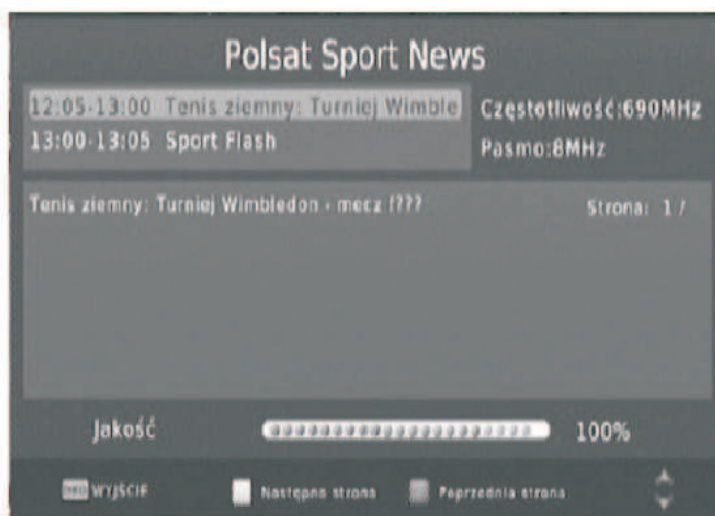 Polsat Sport News
12:05-13:00 Tenis ziemny: Turniej Wimble
13:00-13:05 Sport Flash
Częstotliwość:690MHz
Pasmo:8MHz
Tenis ziemny: Turniej Wimbledon - mecz f???
Strona: 1 /
Jakość 100%
WYJŚCIE Następna strona Poprzednia strona